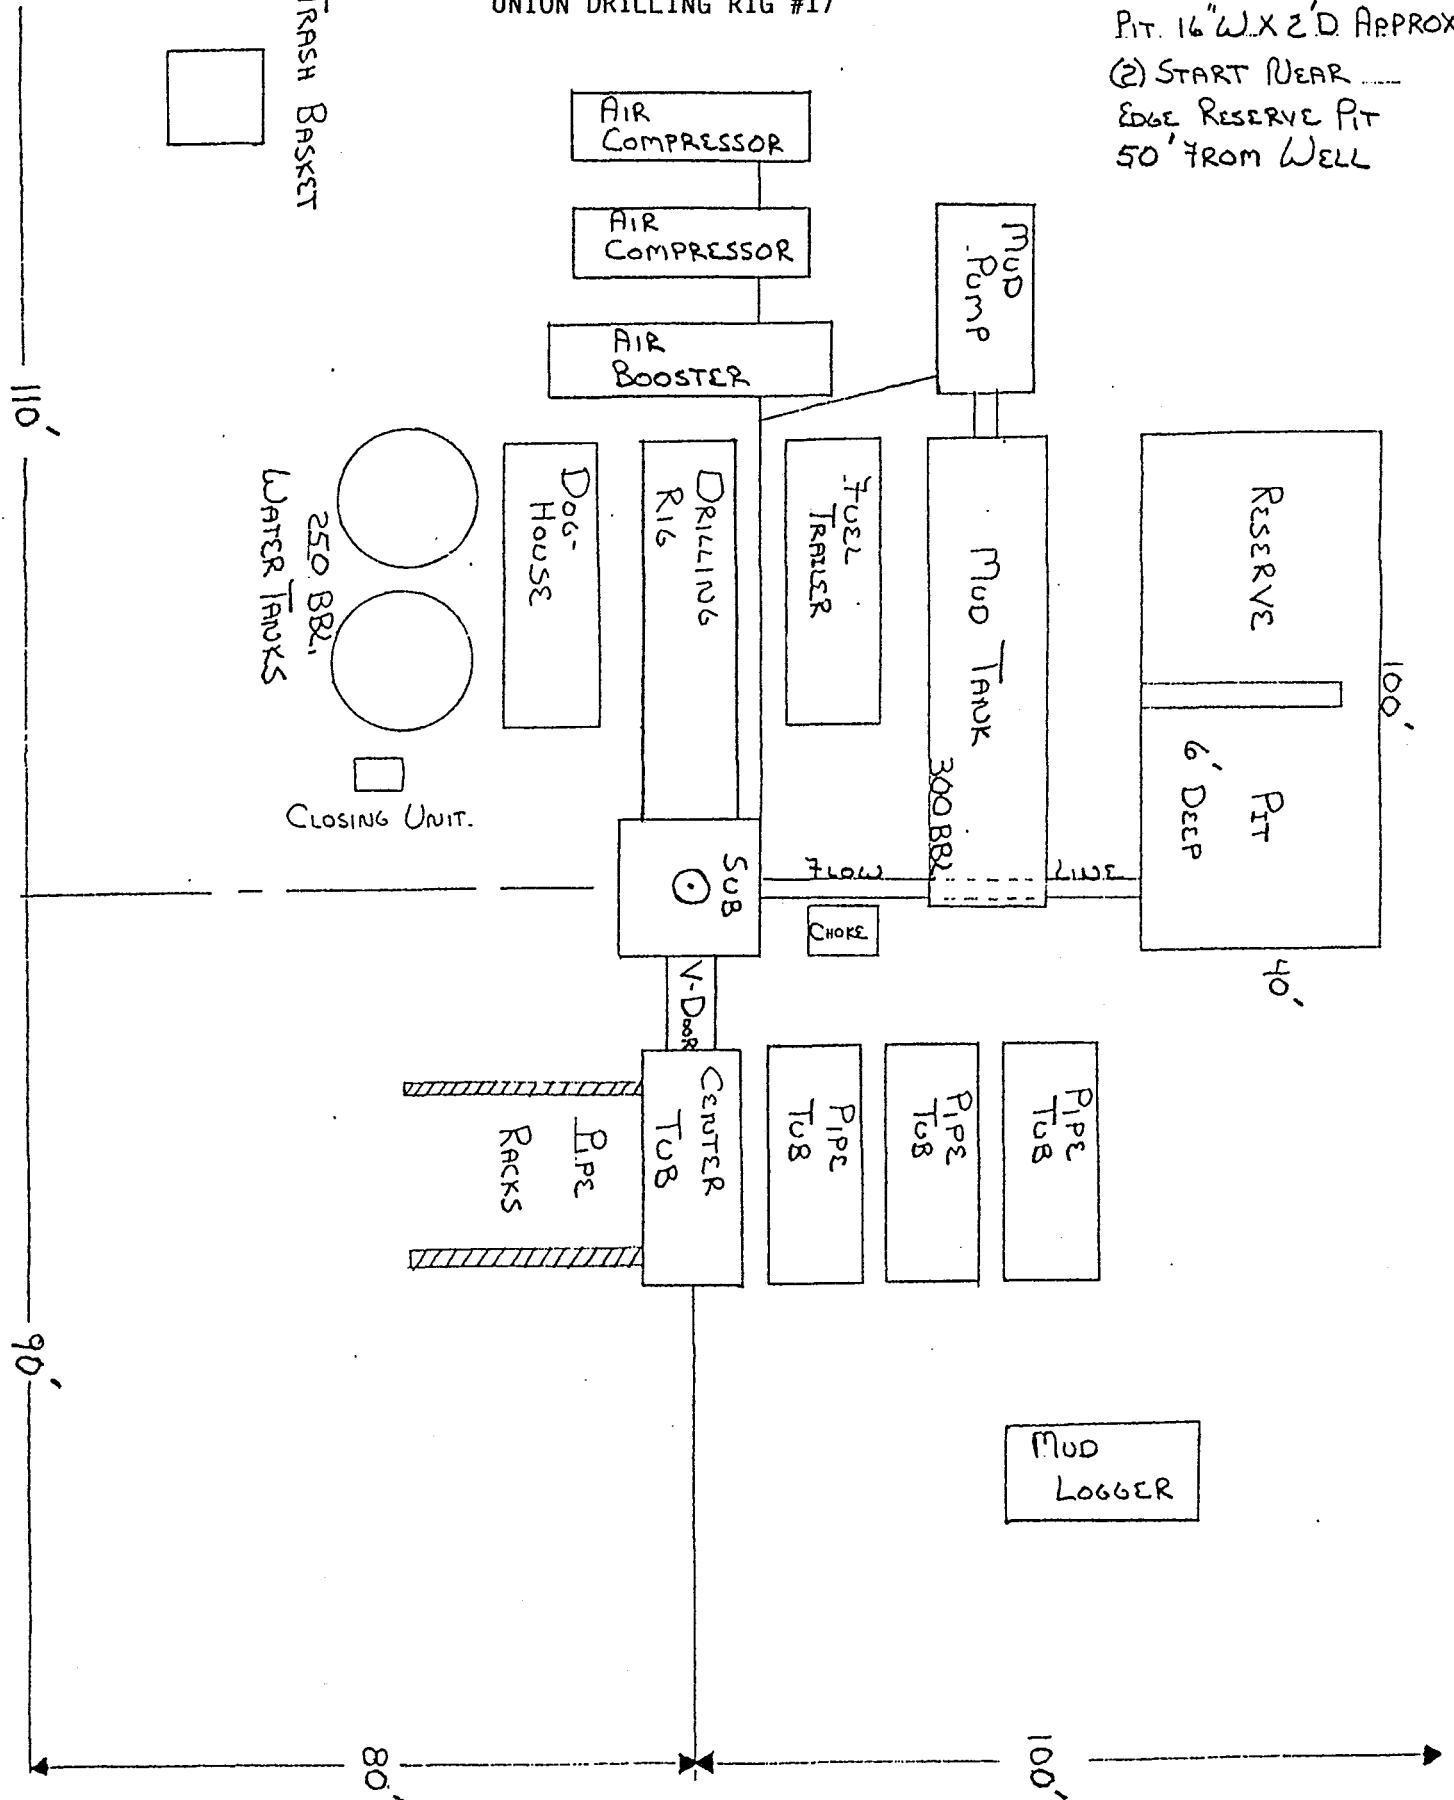 UNION DRILLING RIG #17
PIT. 16"W X 2'D APPROX
(2) START NEAR
EDGE RESERVE PIT
50' FROM WELL
TRASH BASKET
AIR
COMPRESSOR
AIR
COMPRESSOR
AIR
BOOSTER
MUD
PUMP
110'
250 BBL.
WATER TANKS
DOG-
HOUSE
DRILLING
RIG
FUEL
TRAILER
MUD TANK
300 BBL
RESERVE PIT
6' DEEP
100'
40'
CLOSING UNIT.
SUB
FLOW LINE
CHOKE
V-DOOR
CENTER
TUB
PIPE
RACKS
PIPE
TUB
PIPE
TUB
PIPE
TUB
90'
MUD
LOGGER
80'
100'